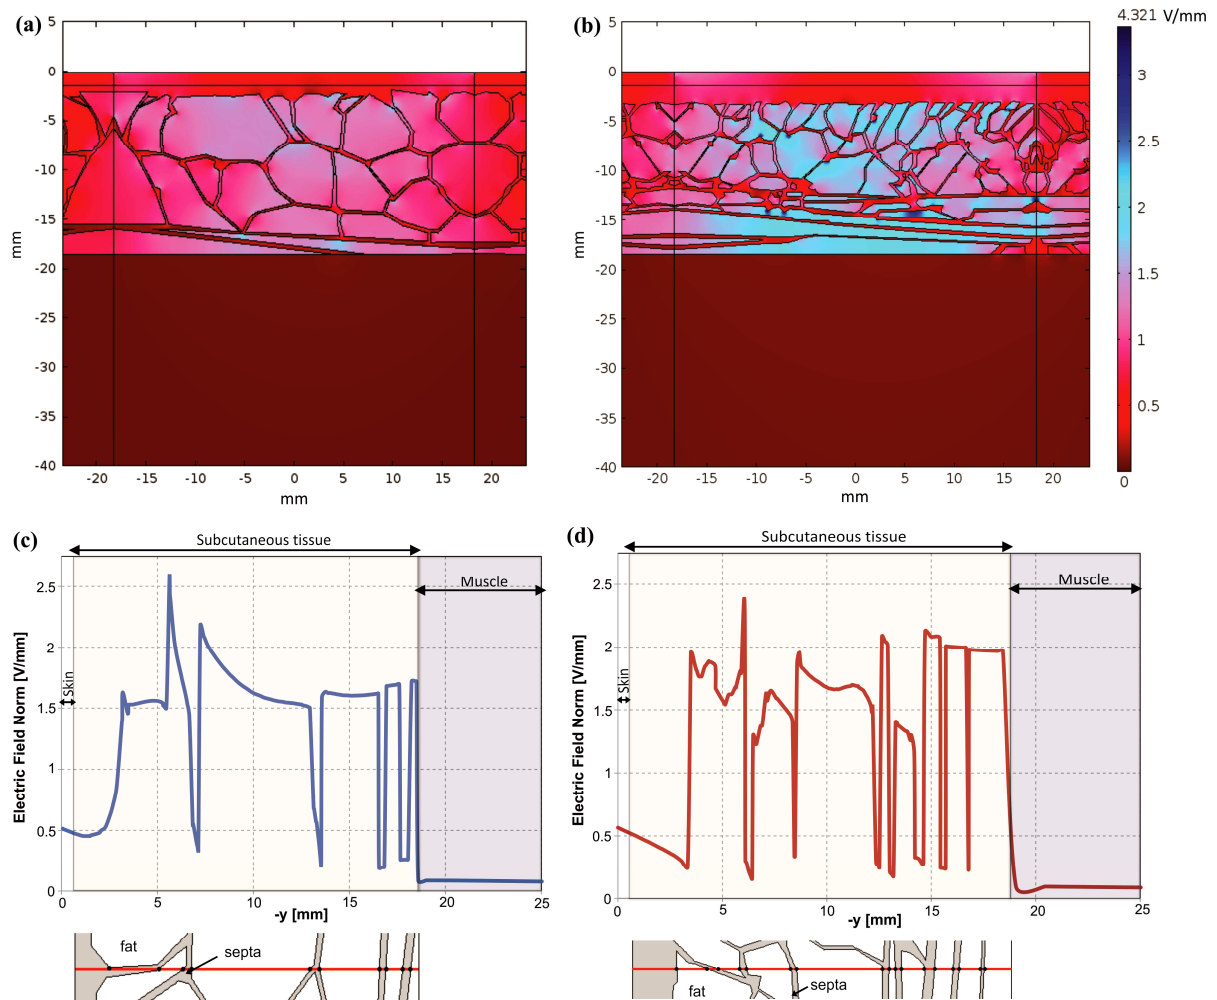 (a)
5
0
-5
-10
-15
-20
-25
-30
-35
-40
mm
-20 -15 -10 -5 0 5 10 15 20
mm
(b)
5
0
-5
-10
-15
-20
-25
-30
-35
-40
mm
-20 -15 -10 -5 0 5 10 15 20
mm
4.321 V/mm
3
2.5
2
1.5
1
0.5
0
(c)
Subcutaneous tissue
Muscle
Skin
Electric Field Norm [V/mm]
2.5
2
1.5
1
0.5
0
0 5 10 15 20 25
-y [mm]
fat
septa
(d)
Subcutaneous tissue
Muscle
Skin
Electric Field Norm [V/mm]
2.5
2
1.5
1
0.5
0
0 5 10 15 20 25
-y [mm]
fat
septa